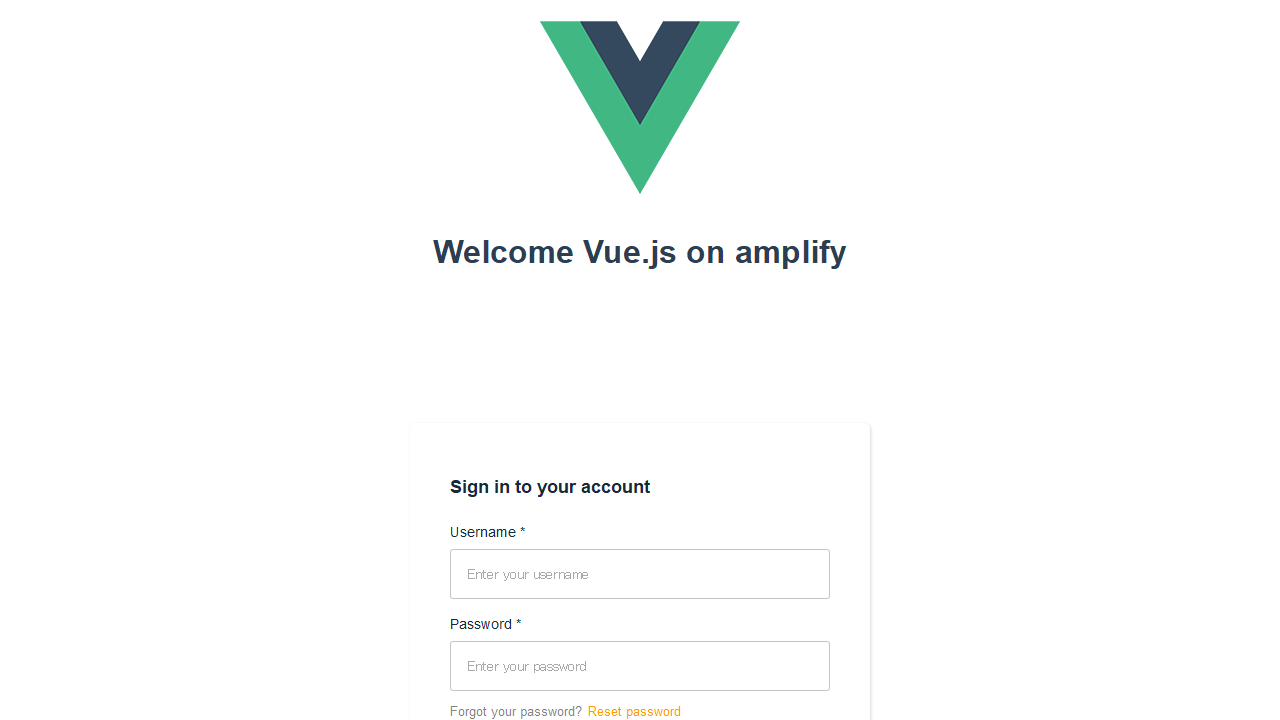 Welcome Vue.js on amplify
Sign in to your account
Username *
Enter your username
Password *
Enter your password
Forgot your password? Reset password